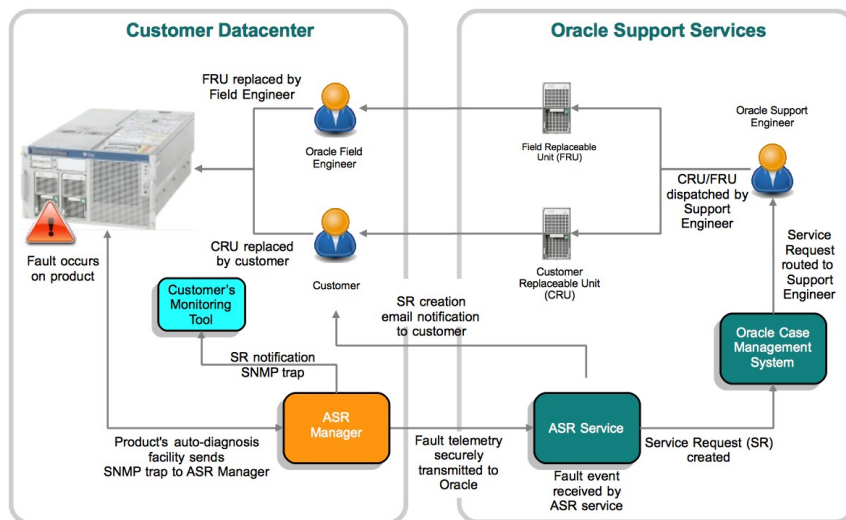 Customer Datacenter
Oracle Support Services
FRU replaced by
Field Engineer
Oracle Field
Engineer
Field Replaceable
Unit (FRU)
Oracle Support
Engineer
CRU/FRU
dispatched by
Support
Engineer
Fault occurs
on product
CRU replaced
by customer
Customer
Customer
Replaceable Unit
(CRU)
Service
Request
routed to
Support
Engineer
Customer's
Monitoring
Tool
SR creation
email notification
to customer
Oracle Case
Management
System
SR notification
SNMP trap
ASR
Manager
ASR Service
Product's auto-diagnosis
facility sends
SNMP trap to ASR Manager
Fault telemetry
securely
transmitted to
Oracle
Service Request (SR)
created
Fault event
received by
ASR service